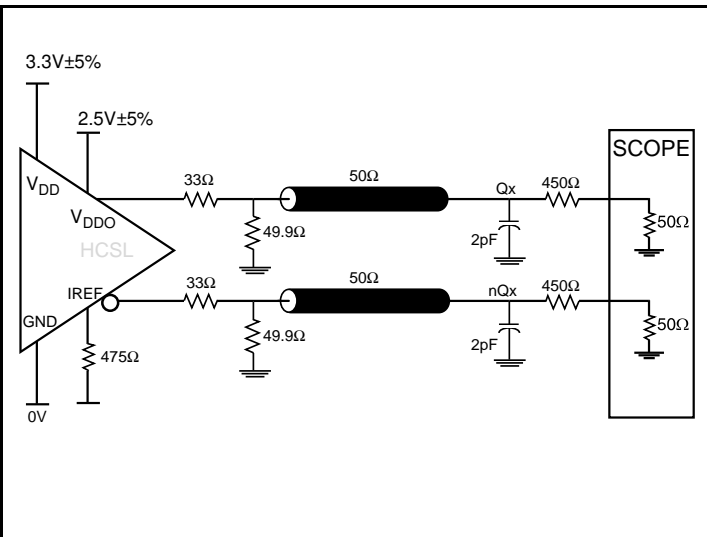 3.3V±5%
2.5V±5%
SCOPE
VDD
VDDO
HCSL
IREF
GND
0V
475Ω
33Ω
49.9Ω
50Ω
Qx
2pF
450Ω
50Ω
33Ω
49.9Ω
50Ω
nQx
2pF
450Ω
50Ω